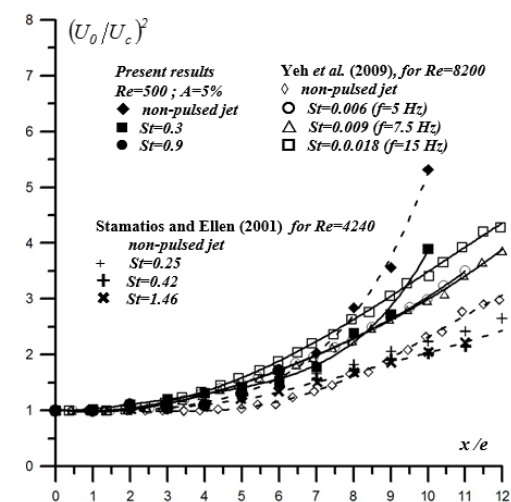 (U0/Uc)2
Present results
Re=500 ; A=5%
non-pulsed jet
St=0.3
St=0.9
Yeh et al. (2009), for Re=8200
non-pulsed jet
St=0.006 (f=5 Hz)
St=0.009 (f=7.5 Hz)
St=0.0.018 (f=15 Hz)
Stamatios and Ellen (2001) for Re=4240
non-pulsed jet
St=0.25
St=0.42
St=1.46
8
7
6
5
4
3
2
1
0
x/e
0 1 2 3 4 5 6 7 8 9 10 11 12